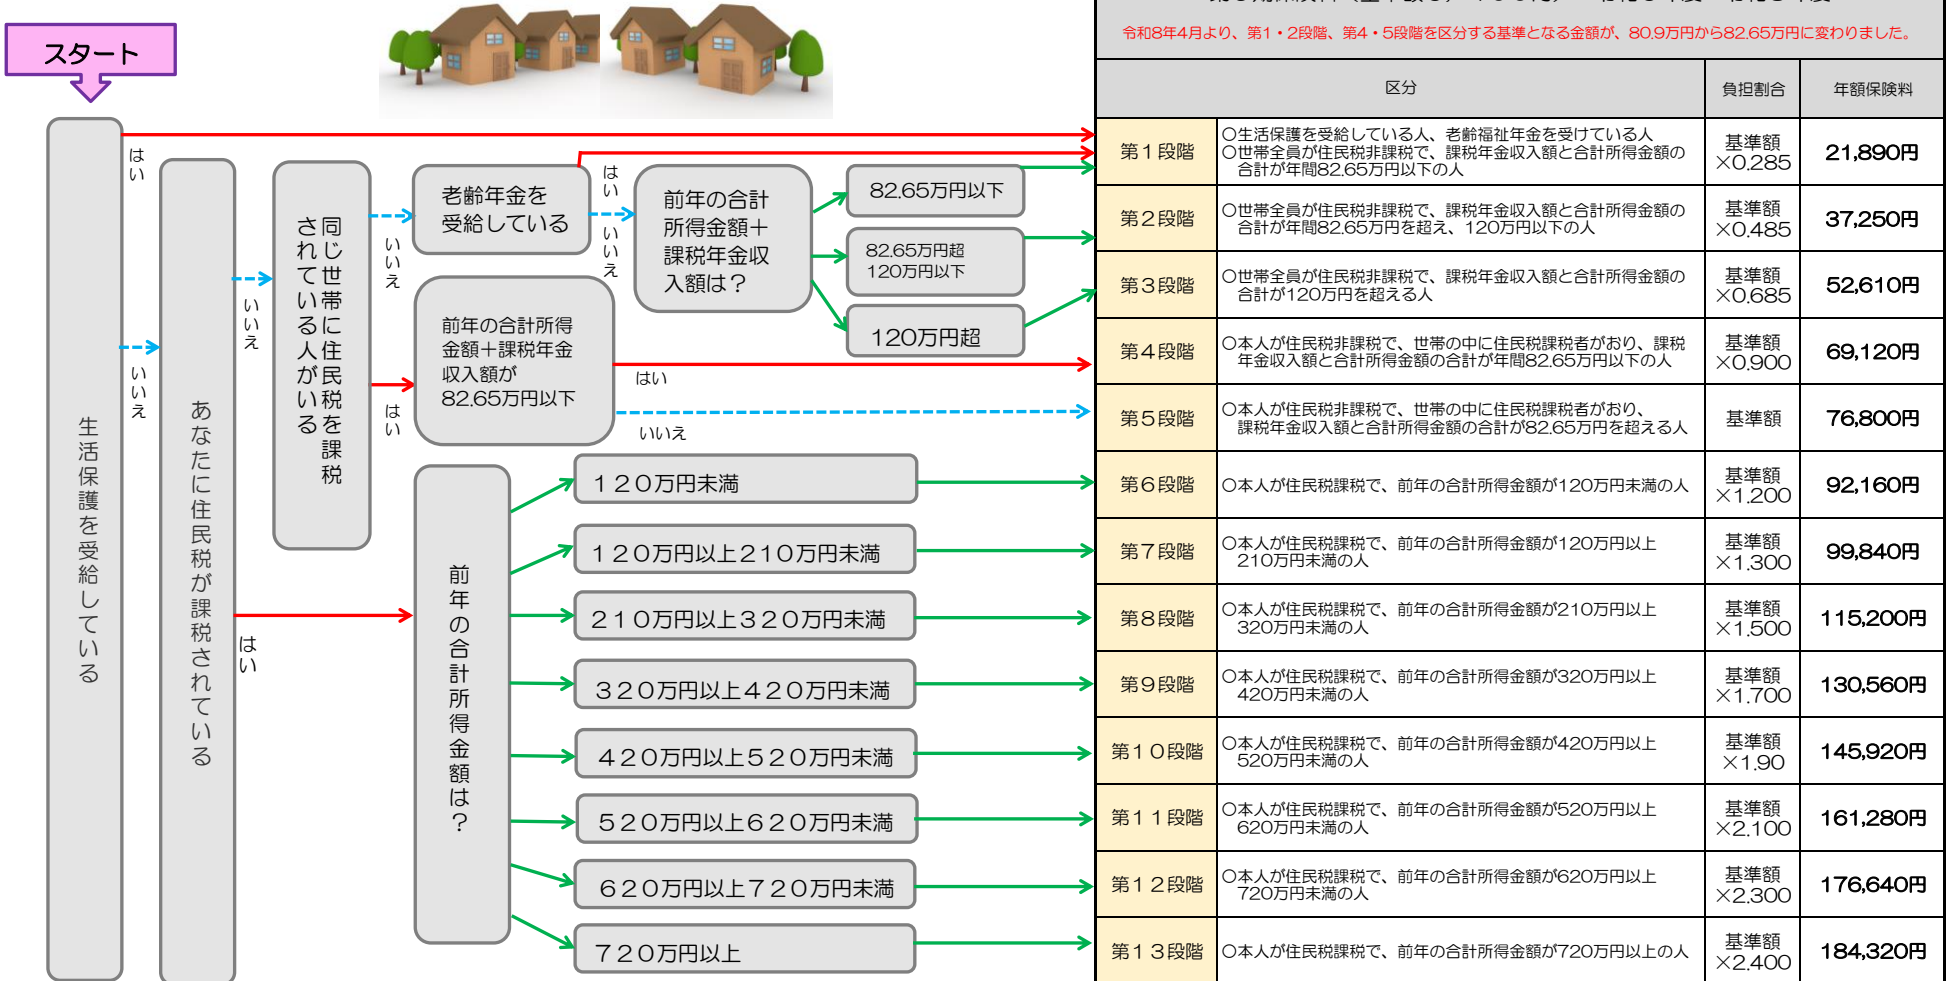 スタート
令和8年4月より、第1・2段階、第4・5段階を区分する基準となる金額が、80.9万円から82.65万円に変わりました。
区分
負担割合
年額保険料
生活保護を受給している
はい
いいえ
あなたに住民税が課税されている
いいえ
はい
同じ世帯に住民税を課税
されている人がいる
いいえ
はい
老齢年金を
受給している
はい
いいえ
前年の合計
所得金額＋
課税年金収
入額は？
82.65万円以下
82.65万円超
120万円以下
120万円超
前年の合計所得
金額＋課税年金
収入額が
82.65万円以下
はい
いいえ
前年の合計所得金額は？
120万円未満
120万円以上210万円未満
210万円以上320万円未満
320万円以上420万円未満
420万円以上520万円未満
520万円以上620万円未満
620万円以上720万円未満
720万円以上
第1段階
○生活保護を受給している人、老齢福祉年金を受けている人
○世帯全員が住民税非課税で、課税年金収入額と合計所得金額の
合計が年間82.65万円以下の人
基準額
×0.285
21,890円
第2段階
○世帯全員が住民税非課税で、課税年金収入額と合計所得金額の
合計が年間82.65万円を超え、120万円以下の人
基準額
×0.485
37,250円
第3段階
○世帯全員が住民税非課税で、課税年金収入額と合計所得金額の
合計が120万円を超える人
基準額
×0.685
52,610円
第4段階
○本人が住民税非課税で、世帯の中に住民税課税者がおり、課税
年金収入額と合計所得金額の合計が年間82.65万円以下の人
基準額
×0.900
69,120円
第5段階
○本人が住民税非課税で、世帯の中に住民税課税者がおり、
課税年金収入額と合計所得金額の合計が82.65万円を超える人
基準額
76,800円
第6段階
○本人が住民税課税で、前年の合計所得金額が120万円未満の人
基準額
×1.200
92,160円
第7段階
○本人が住民税課税で、前年の合計所得金額が120万円以上
210万円未満の人
基準額
×1.300
99,840円
第8段階
○本人が住民税課税で、前年の合計所得金額が210万円以上
320万円未満の人
基準額
×1.500
115,200円
第9段階
○本人が住民税課税で、前年の合計所得金額が320万円以上
420万円未満の人
基準額
×1.700
130,560円
第10段階
○本人が住民税課税で、前年の合計所得金額が420万円以上
520万円未満の人
基準額
×1.90
145,920円
第11段階
○本人が住民税課税で、前年の合計所得金額が520万円以上
620万円未満の人
基準額
×2.100
161,280円
第12段階
○本人が住民税課税で、前年の合計所得金額が620万円以上
720万円未満の人
基準額
×2.300
176,640円
第13段階
○本人が住民税課税で、前年の合計所得金額が720万円以上の人
基準額
×2.400
184,320円